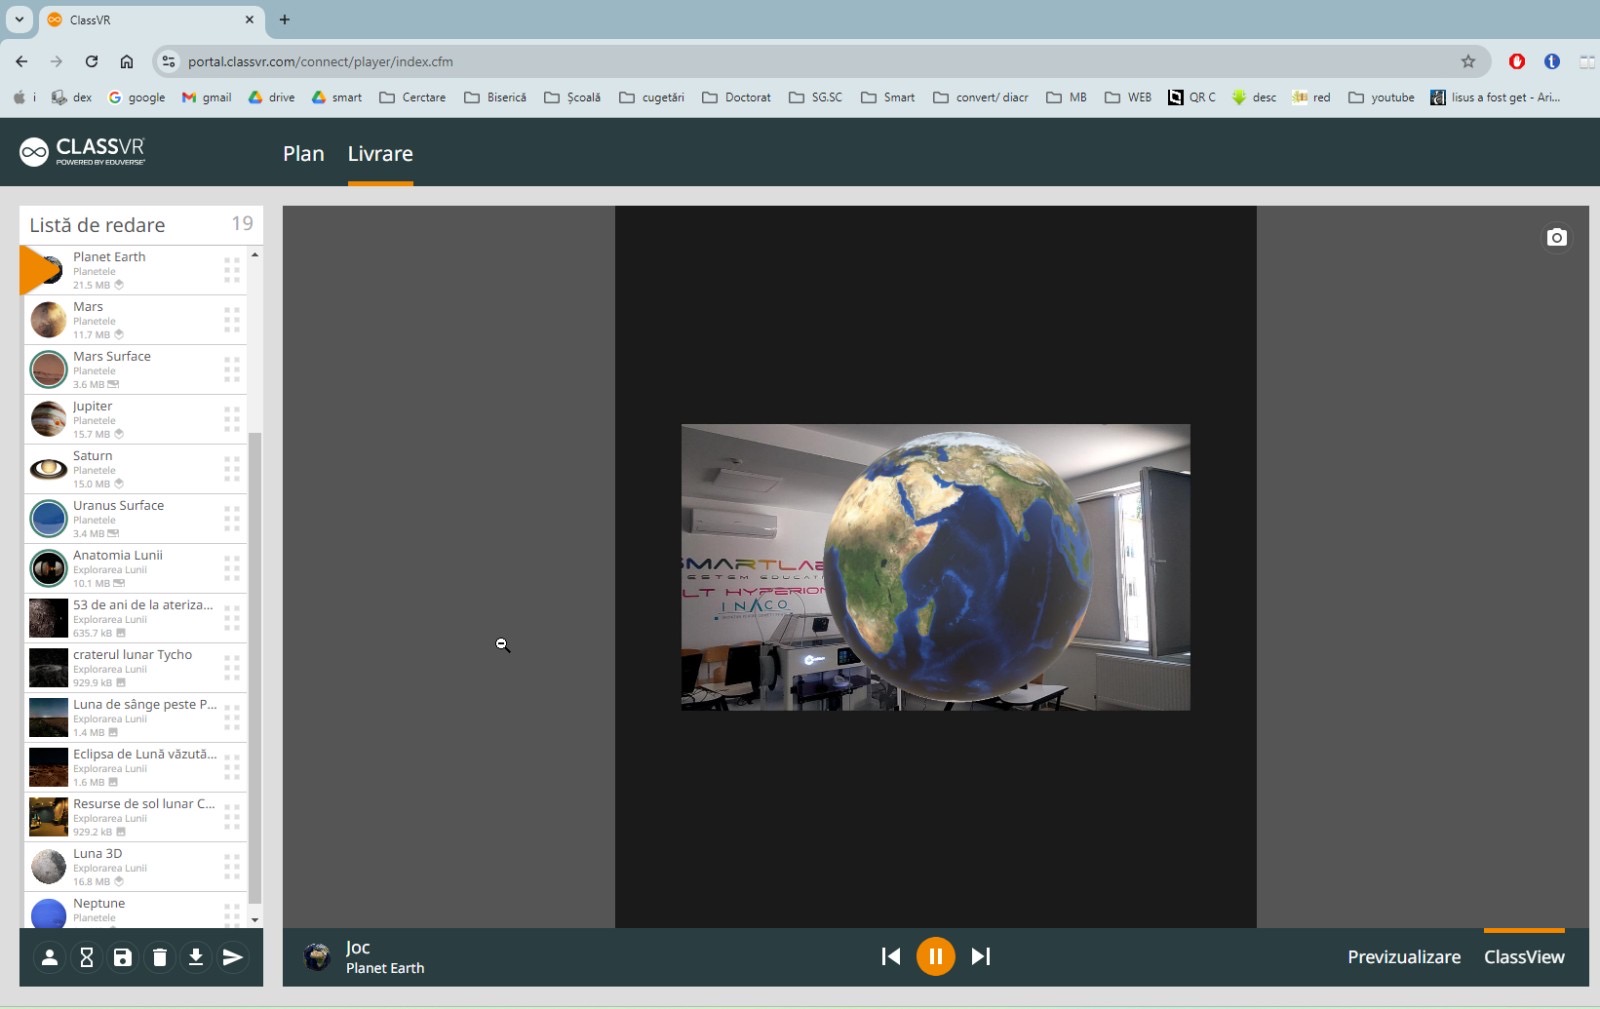 ClassVR
portal.classvr.com/connect/player/index.cfm
i dex google gmail drive smart Cerctare Biserică Școală cugetări Doctorat SG.SC Smart convert/ diacr MB WEB QR C desc red youtube Iisus a fost get - Ari...
CLASSVR
POWERED BY EDUVERSE
Plan Livrare
Listă de redare 19
Planet Earth
Planetele
21.5 MB
Mars
Planetele
11.7 MB
Mars Surface
Planetele
3.6 MB
Jupiter
Planetele
15.7 MB
Saturn
Planetele
15.0 MB
Uranus Surface
Planetele
3.4 MB
Anatomia Lunii
Explorarea Lunii
10.1 MB
53 de ani de la ateriza...
Explorarea Lunii
635.7 kB
craterul lunar Tycho
Explorarea Lunii
929.9 kB
Luna de sânge peste P...
Explorarea Lunii
1.4 MB
Eclipsa de Lună văzută...
Explorarea Lunii
1.6 MB
Resurse de sol lunar C...
Explorarea Lunii
929.2 kB
Luna 3D
Explorarea Lunii
16.8 MB
Neptune
Planetele
SMARTLAB
SISTEM EDUCAT
LT HYPERION
INACO
Joc
Planet Earth
Previzualizare ClassView